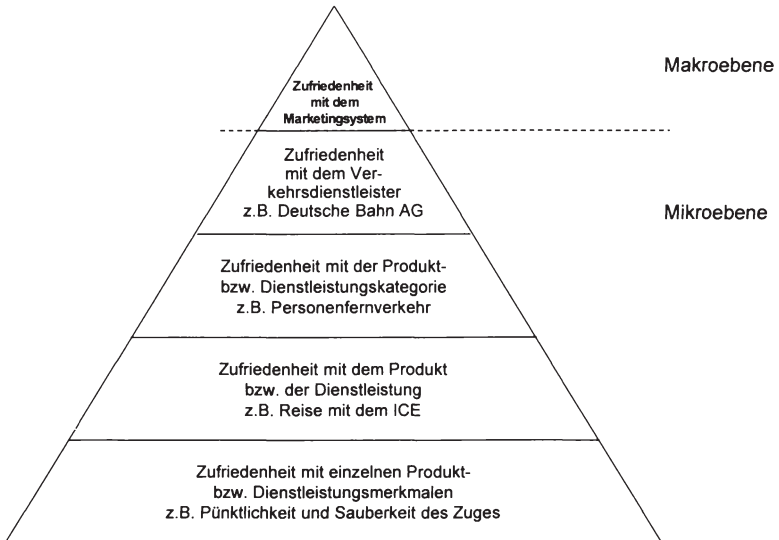 Makroebene
Zufriedenheit
mit dem
Marketingsystem
Zufriedenheit
mit dem Ver-
kehrsdienstleister
z.B. Deutsche Bahn AG
Mikroebene
Zufriedenheit mit der Produkt-
bzw. Dienstleistungskategorie
z.B. Personenfernverkehr
Zufriedenheit mit dem Produkt
bzw. der Dienstleistung
z.B. Reise mit dem ICE
Zufriedenheit mit einzelnen Produkt-
bzw. Dienstleistungsmerkmalen
z.B. Pünktlichkeit und Sauberkeit des Zuges